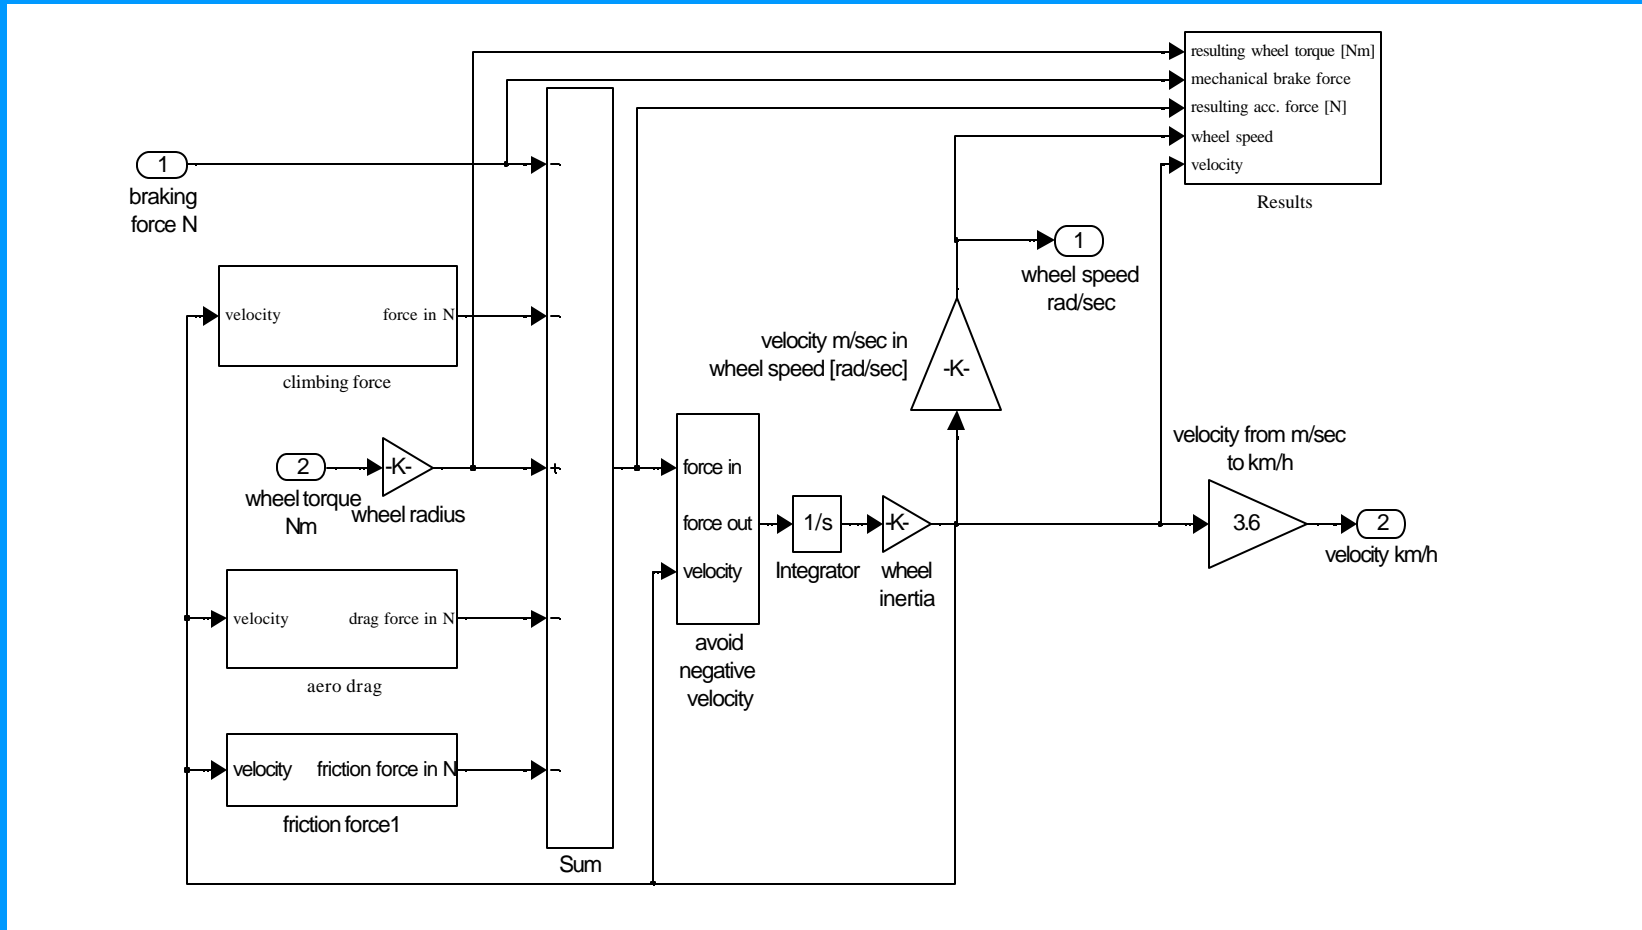 resulting wheel torque [Nm]
mechanical brake force
resulting acc. force [N]
wheel speed
velocity
Results
1
braking
force N
–
1
wheel speed
rad/sec
velocity
force in N
climbing force
–
velocity m/sec in
wheel speed [rad/sec]
-K-
2
wheel torque
Nm
-K-
wheel radius
+
force in
force out
velocity
avoid
negative
velocity
1/s
Integrator
-K-
wheel
inertia
velocity from m/sec
to km/h
3.6
2
velocity km/h
velocity
drag force in N
aero drag
–
velocity
friction force in N
friction force1
–
Sum